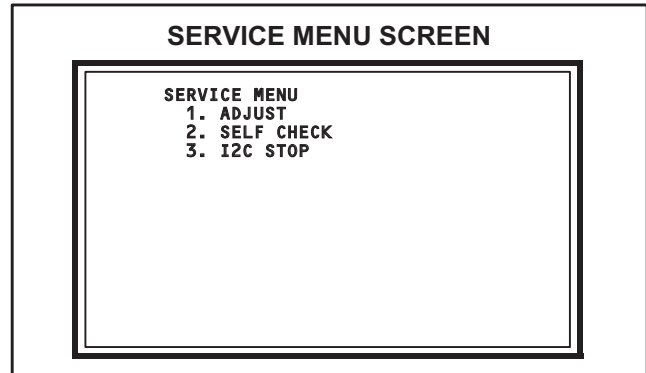 SERVICE MENU SCREEN
SERVICE MENU
1. ADJUST
2. SELF CHECK
3. I2C STOP